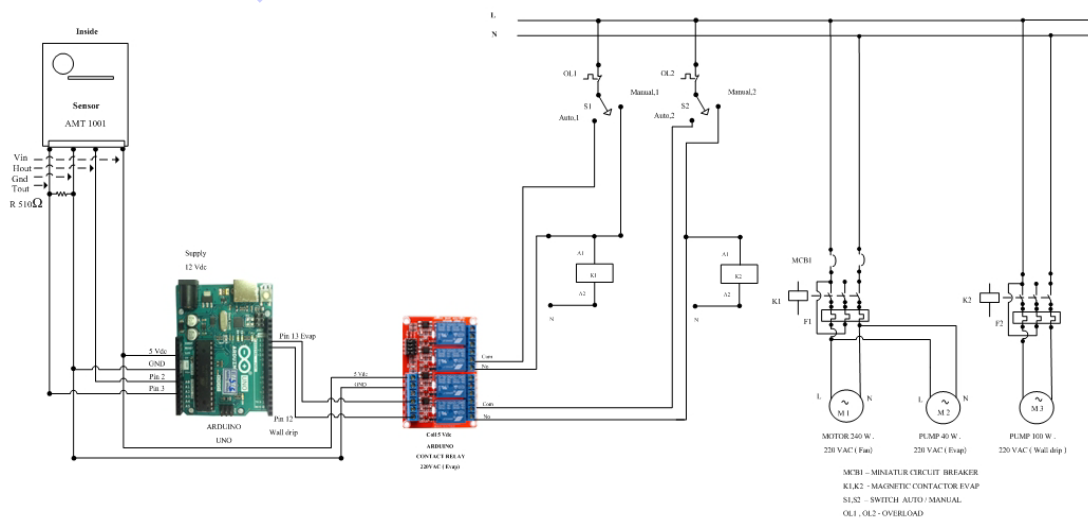 L
N
Inside
Sensor
AMT 1001
Vin
Hout
Gnd
Tout
R 510Ω
Supply
12 Vdc
5 Vdc
GND
Pin 2
Pin 3
Pin 13 Evap
Pin 12
Wall drip
ARDUINO
UNO
5 Vdc
GND
Com
No
Com
No
Coil 5 Vdc
ARDUINO
CONTACT RELAY
220VAC ( Evap)
OL1
S1
Manual,1
Auto,1
OL2
S2
Manual,2
Auto,2
A1
K1
A2
N
A1
K2
A2
N
MCB1
K1
F1
K2
F2
L
N
M 1
L
N
M 2
M 3
MOTOR 240 W .
220 VAC ( Fan)
PUMP 40 W .
220 VAC ( Evap)
PUMP 100 W .
220 VAC ( Wall drip )
MCB1 – MINIATUR CIRCUIT BREAKER
K1,K2 - MAGNETIC CONTACTOR EVAP
S1,S2 – SWITCH AUTO / MANUAL
OL1 , OL2 - OVERLOAD